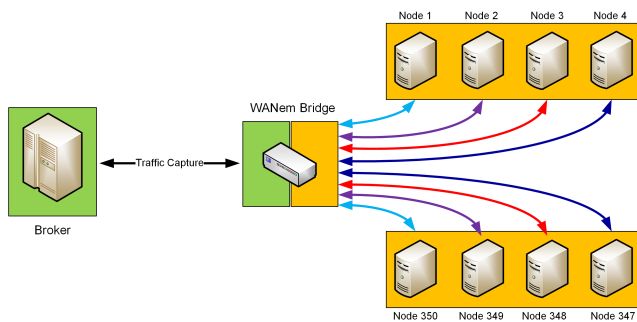 Node 1 Node 2 Node 3 Node 4
WANem Bridge
Traffic Capture
Broker
Node 350 Node 349 Node 348 Node 347